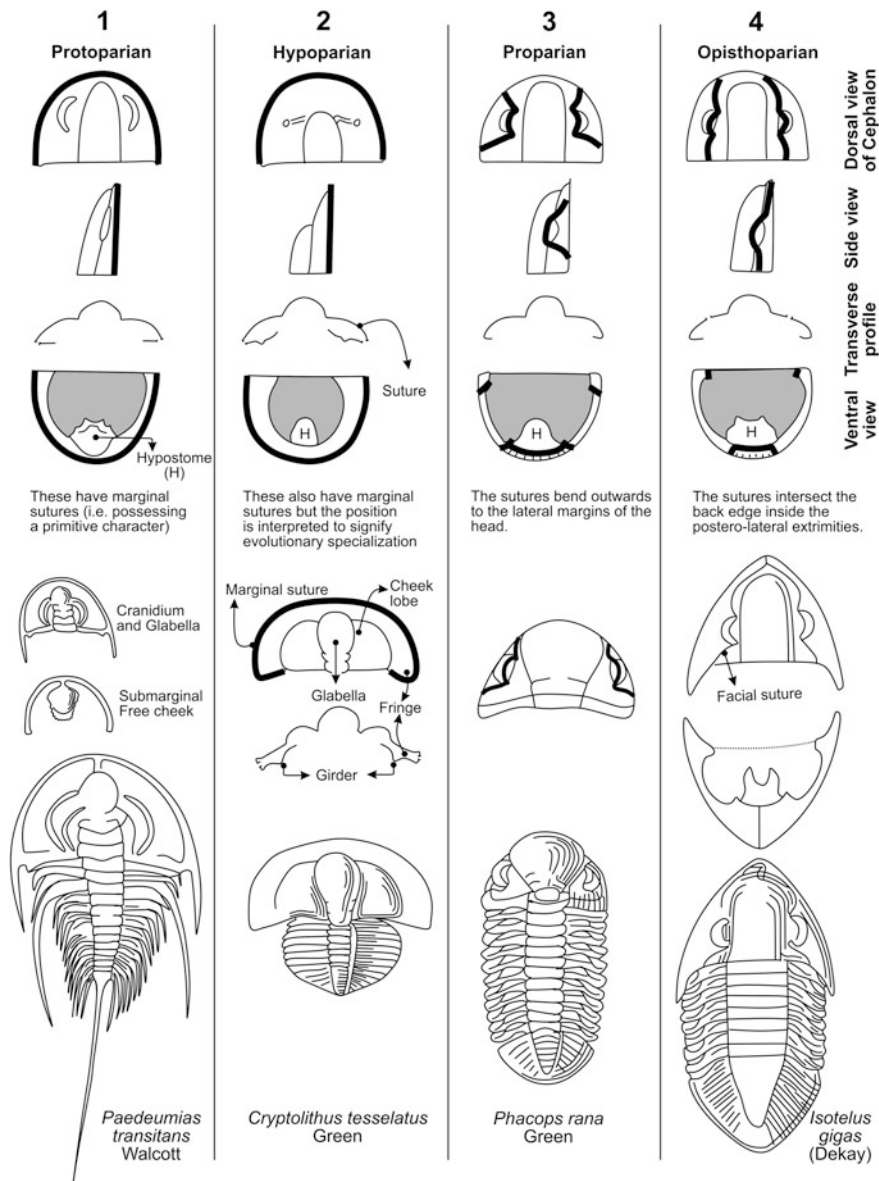 1
Protoparian
2
Hypoparian
3
Proparian
4
Opisthoparian
Dorsal view
of Cephalon
Side view
Transverse
profile
Ventral
view
Suture
Hypostome
(H)
H
H
H
These have marginal
sutures (i.e. possessing
a primitive character)
These also have marginal
sutures but the position
is interpreted to signify
evolutionary specialization
The sutures bend outwards
to the lateral margins of the
head.
The sutures intersect the
back edge inside the
postero-lateral extrimities.
Cranidium
and Glabella
Submarginal
Free cheek
Marginal suture
Cheek
lobe
Glabella
Fringe
Girder
Facial suture
Paedeumias
transitans
Walcott
Cryptolithus tesselatus
Green
Phacops rana
Green
Isotelus
gigas
(Dekay)